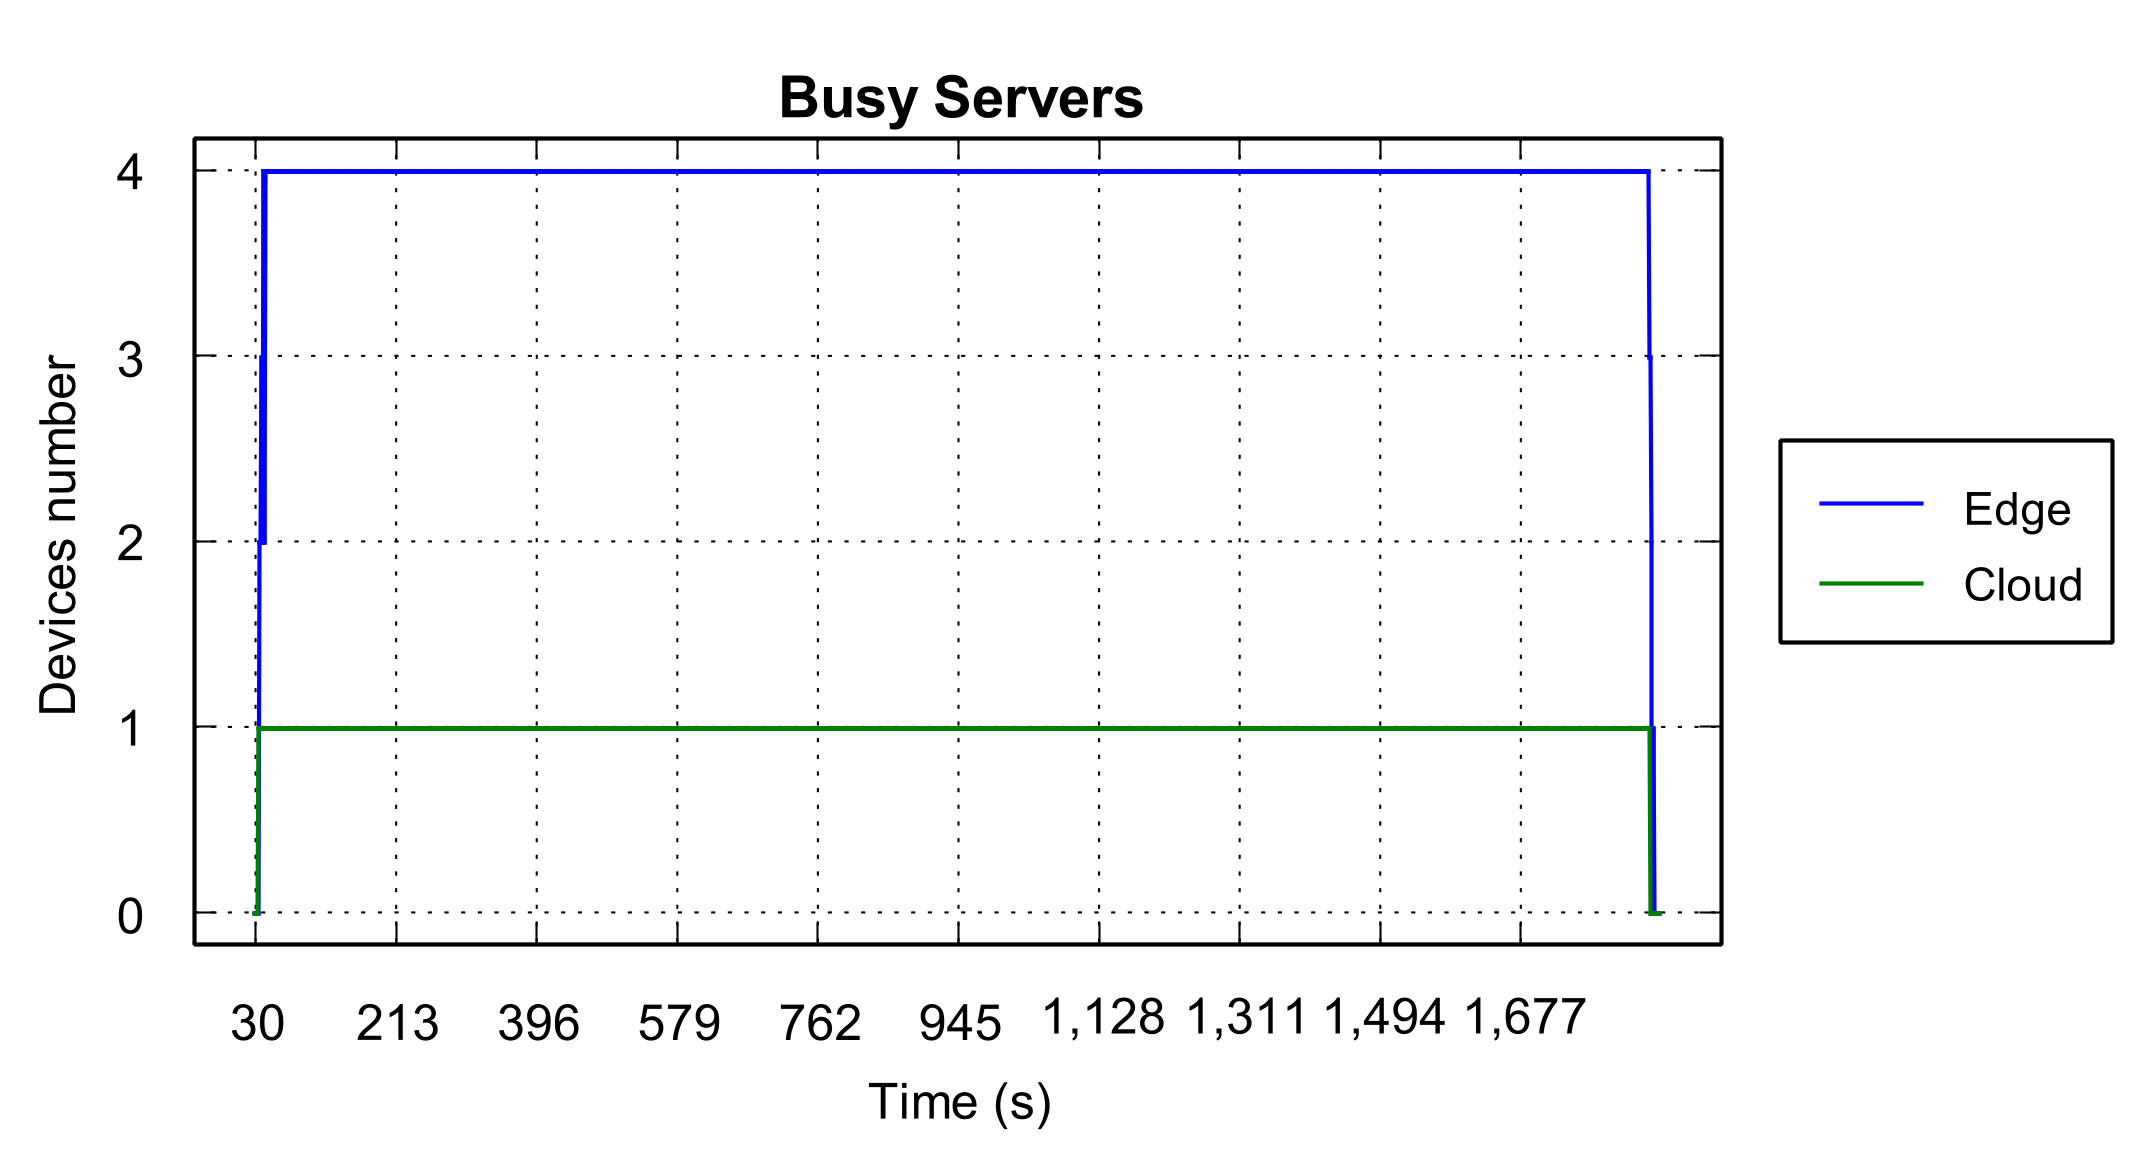 Busy Servers
4
3
2
1
0
Devices number
30 213 396 579 762 945 1,128 1,311 1,494 1,677
Time (s)
Edge
Cloud